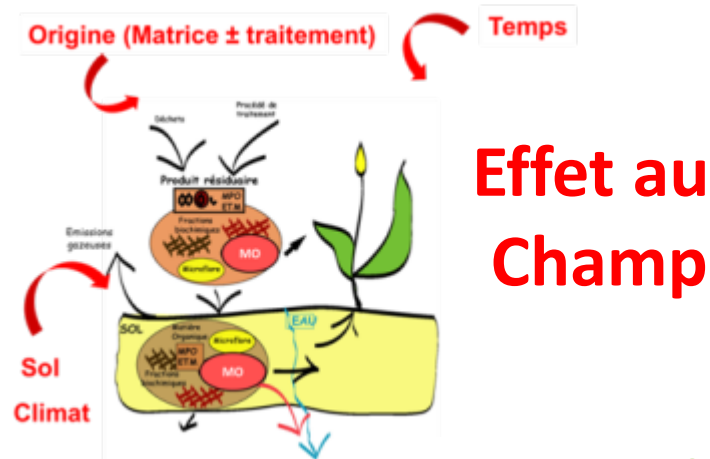 Origine (Matrice ± traitement)
Temps
Déchets
Procédé de
traitement
Effet au
Champ
Produit résiduaire
MPO
ETM
Fractions
biochimiques
MO
Microflore
Emissions
gazeuses
SOL
Matière
Organique
EAU
Microflore
MPO
ETM
MO
Fractions
biochimiques
Sol
Climat